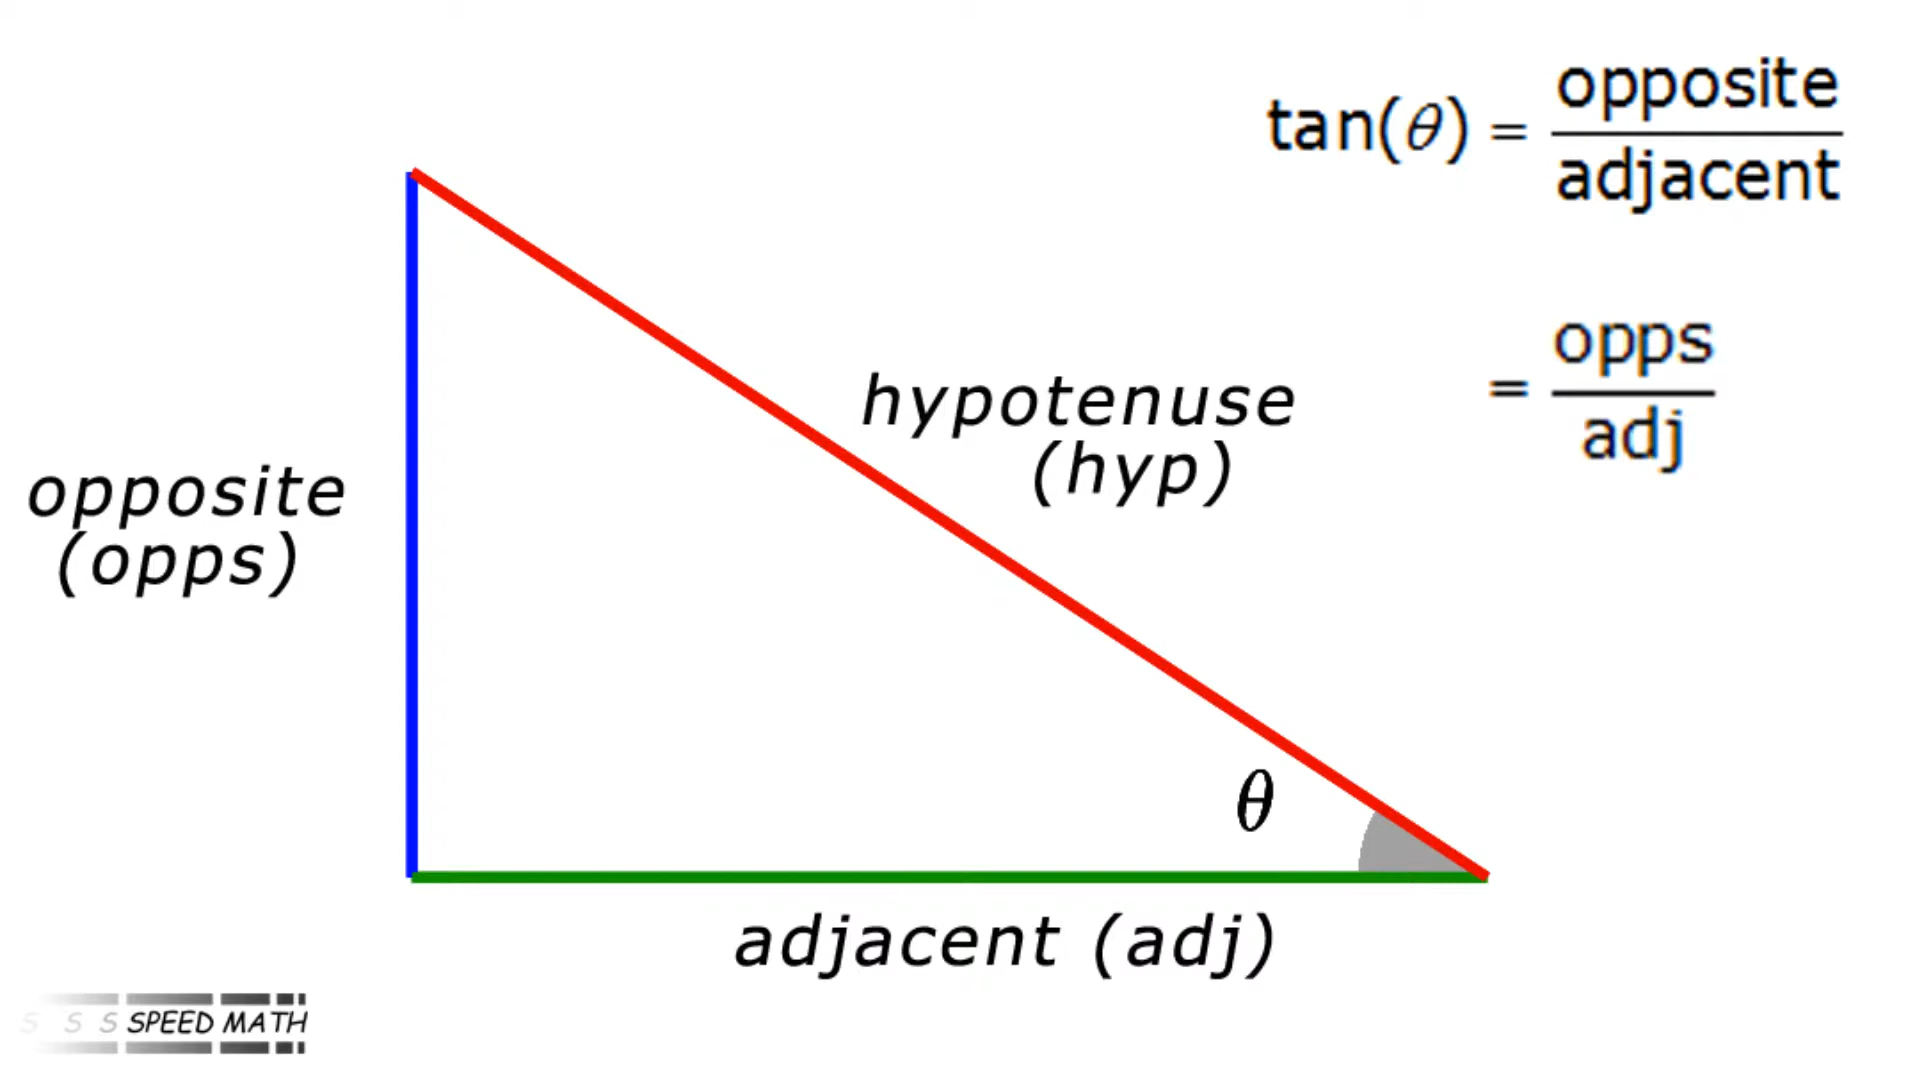 tan(θ) = opposite
adjacent
= opps
adj
hypotenuse
(hyp)
opposite
(opps)
θ
adjacent (adj)
S S S SPEED MATH